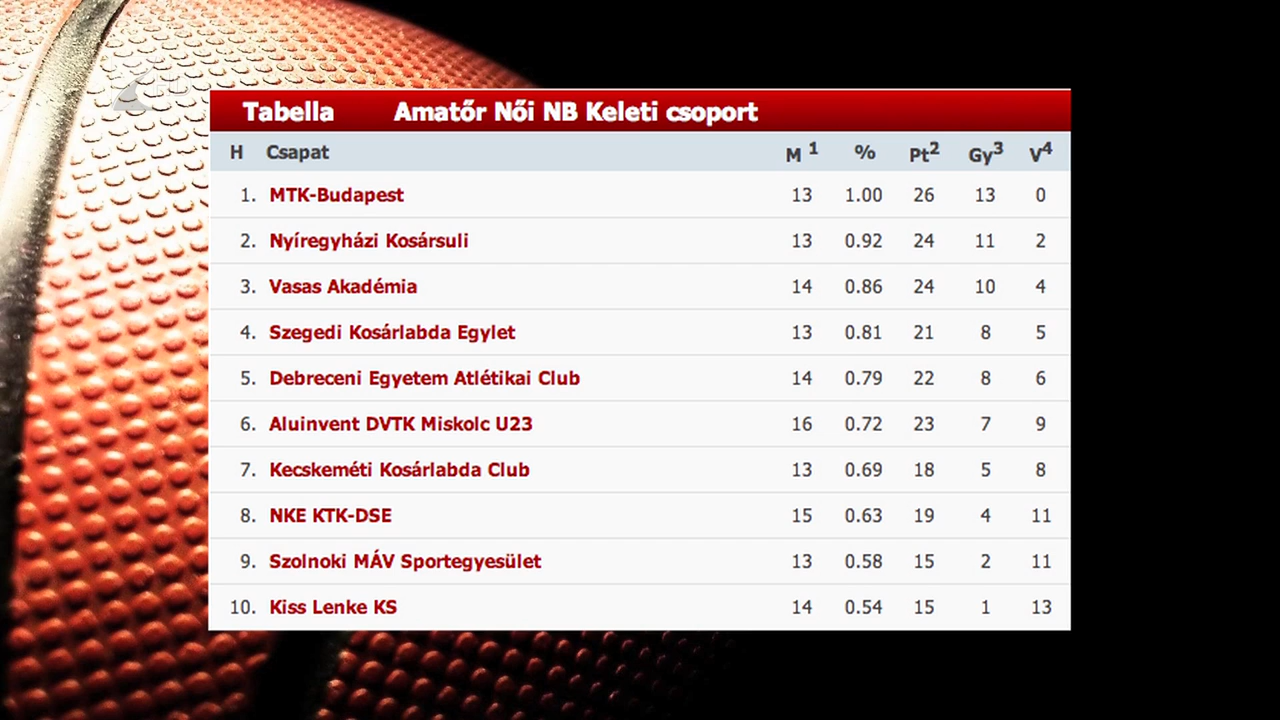 Tabella Amatőr Női NB Keleti csoport
H Csapat M 1 % Pt2 Gy3 V4
1. MTK-Budapest 13 1.00 26 13 0
2. Nyíregyházi Kosársuli 13 0.92 24 11 2
3. Vasas Akadémia 14 0.86 24 10 4
4. Szegedi Kosárlabda Egylet 13 0.81 21 8 5
5. Debreceni Egyetem Atlétikai Club 14 0.79 22 8 6
6. Aluinvent DVTK Miskolc U23 16 0.72 23 7 9
7. Kecskeméti Kosárlabda Club 13 0.69 18 5 8
8. NKE KTK-DSE 15 0.63 19 4 11
9. Szolnoki MÁV Sportegyesület 13 0.58 15 2 11
10. Kiss Lenke KS 14 0.54 15 1 13